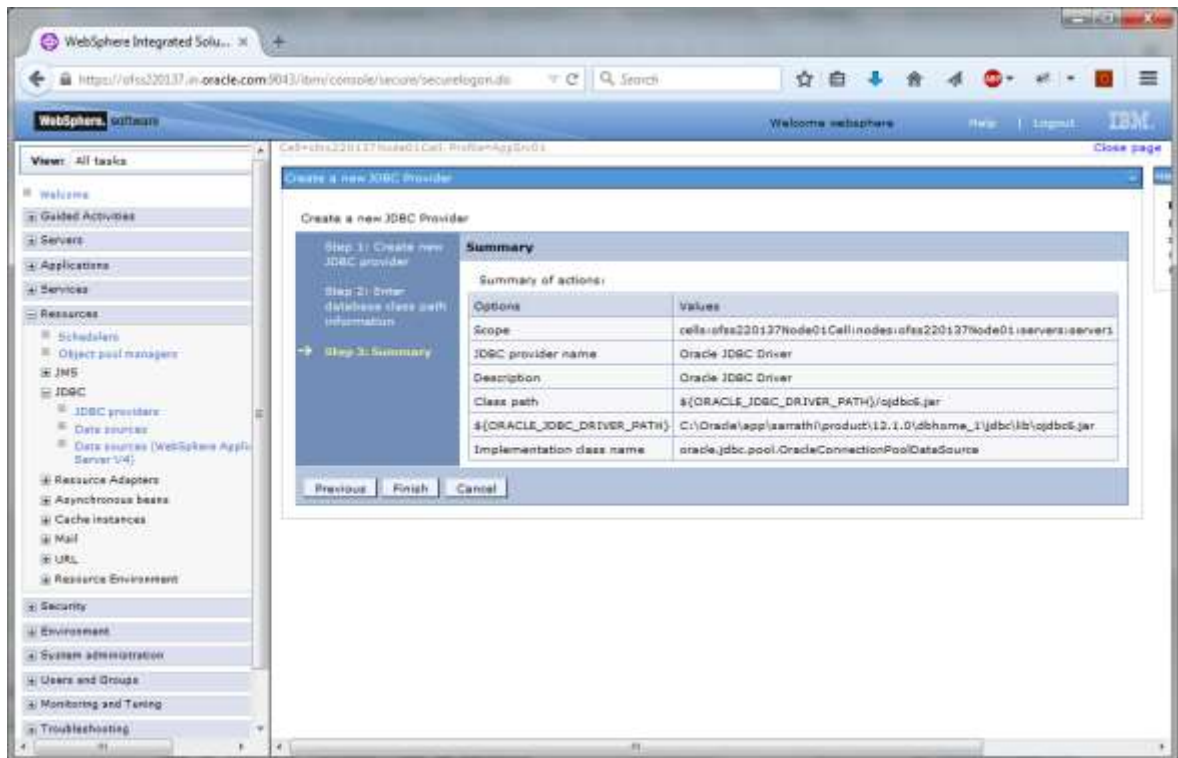 WebSphere Integrated Solu... ×
https://ofss220137.in.oracle.com:9043/ibm/console/secure/securelogon.do
Search
WebSphere. software
Welcome websphere
Help | Logout
IBM.
View: All tasks
Cell=ofss220137Node01Cell, Profile=AppSrv01
Close page
Welcome
Guided Activities
Servers
Applications
Services
Resources
Schedulers
Object pool managers
JMS
JDBC
JDBC providers
Data sources
Data sources (WebSphere Applic
Server V4)
Resource Adapters
Asynchronous beans
Cache instances
Mail
URL
Resource Environment
Security
Environment
System administration
Users and Groups
Monitoring and Tuning
Troubleshooting
Create a new JDBC Provider
Create a new JDBC Provider
Step 1: Create new
JDBC provider
Step 2: Enter
database class path
information
Step 3: Summary
Summary
Summary of actions:
Options Values
Scope cells:ofss220137Node01Cell:nodes:ofss220137Node01:servers:server1
JDBC provider name Oracle JDBC Driver
Description Oracle JDBC Driver
Class path ${ORACLE_JDBC_DRIVER_PATH}/ojdbc6.jar
${ORACLE_JDBC_DRIVER_PATH} C:\Oracle\app\sarrathi\product\12.1.0\dbhome_1\jdbc\lib\ojdbc6.jar
Implementation class name oracle.jdbc.pool.OracleConnectionPoolDataSource
Previous Finish Cancel